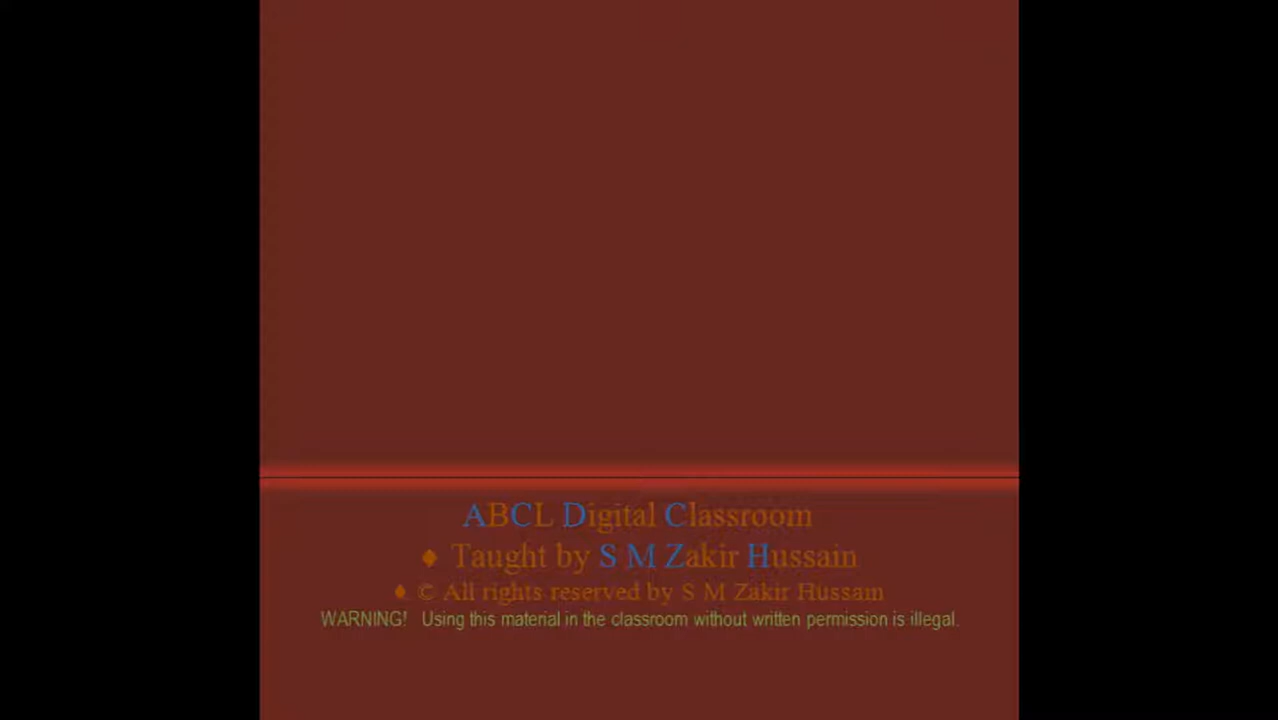 ABCL Digital Classroom
♦ Taught by S M Zakir Hussain
♦ © All rights reserved by S M Zakir Hussain
WARNING! Using this material in the classroom without written permission is illegal.